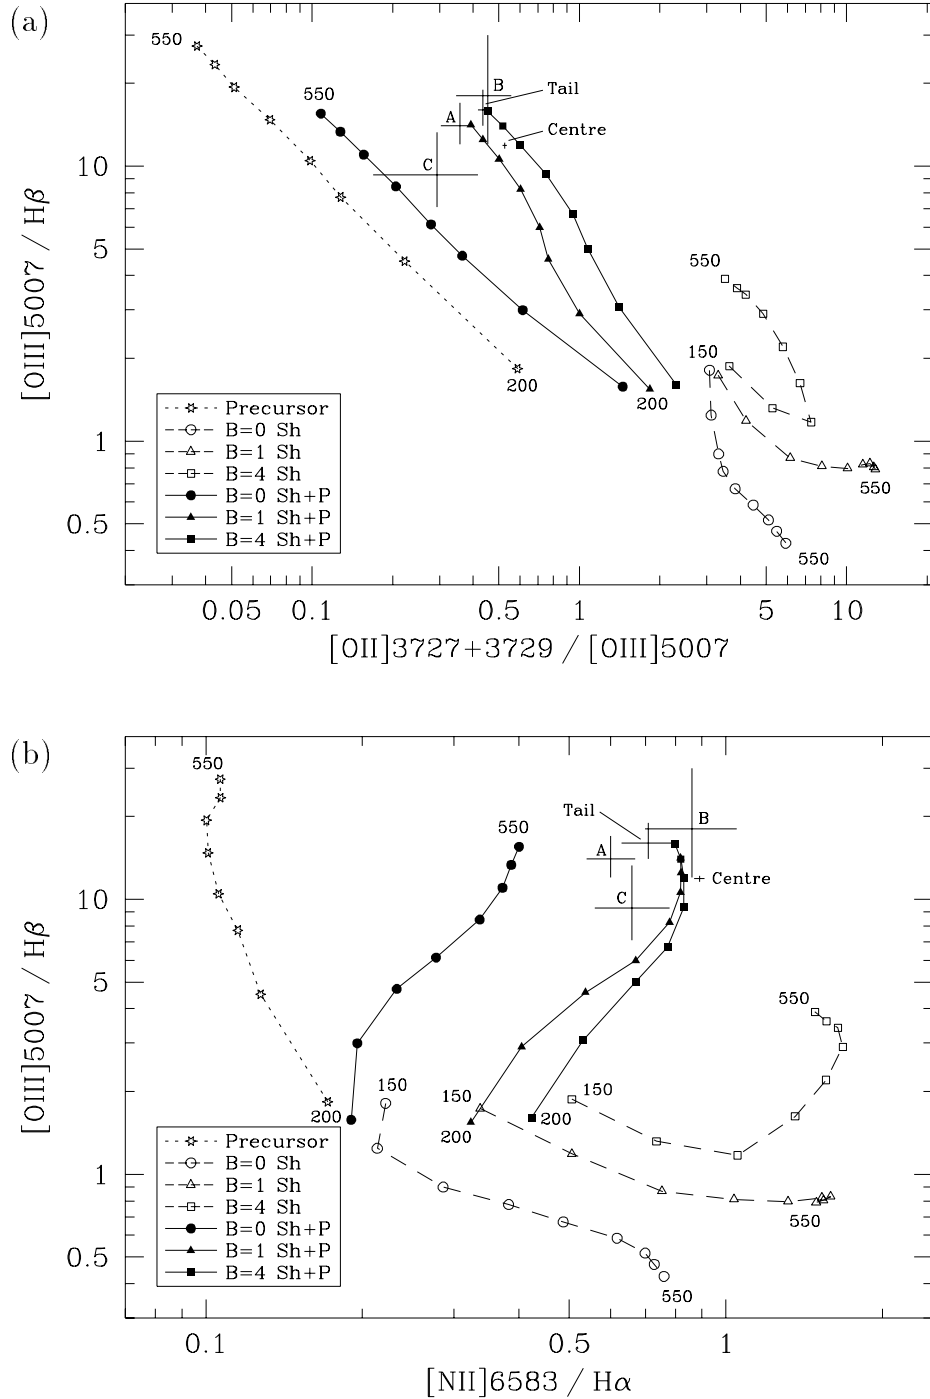 (a)
550
550
B
Tail
A
Centre
C
10
5
1
0.5
[OIII]5007 / Hβ
550
150
200
200
550
550
Precursor
B=0 Sh
B=1 Sh
B=4 Sh
B=0 Sh+P
B=1 Sh+P
B=4 Sh+P
0.05
0.1
0.5
1
5
10
[OII]3727+3729 / [OIII]5007
(b)
550
550
Tail
B
A
Centre
C
10
5
1
0.5
[OIII]5007 / Hβ
550
150
150
150
200
200
200
550
550
Precursor
B=0 Sh
B=1 Sh
B=4 Sh
B=0 Sh+P
B=1 Sh+P
B=4 Sh+P
0.1
0.5
1
[NII]6583 / Hα